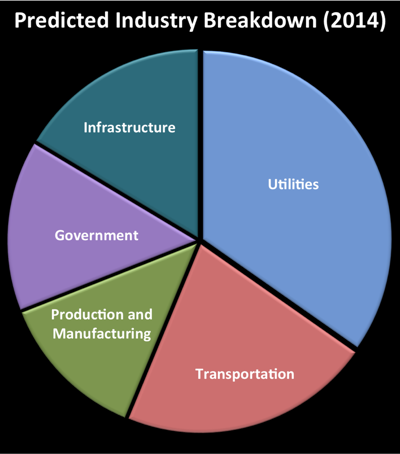 Predicted Industry Breakdown (2014)
Infrastructure
Utilities
Government
Production and
Manufacturing
Transportation